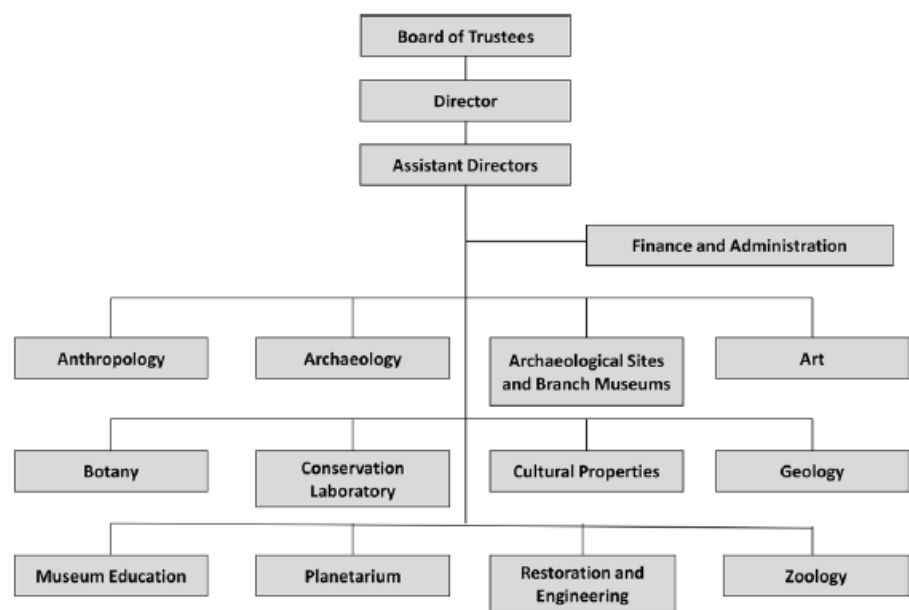 Board of Trustees
Director
Assistant Directors
Finance and Administration
Anthropology
Archaeology
Archaeological Sites
and Branch Museums
Art
Botany
Conservation
Laboratory
Cultural Properties
Geology
Museum Education
Planetarium
Restoration and
Engineering
Zoology